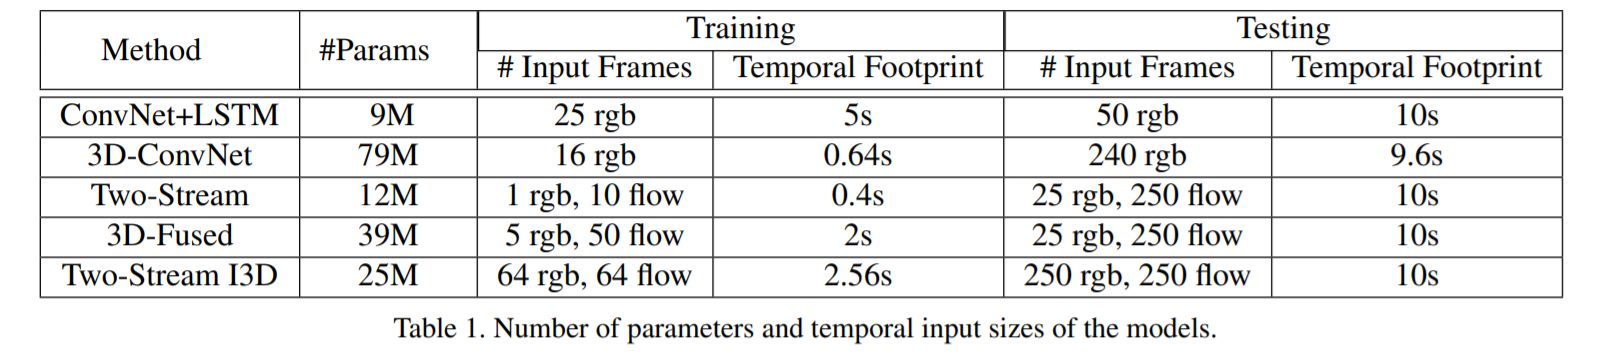 Method #Params Training Testing
# Input Frames Temporal Footprint # Input Frames Temporal Footprint
ConvNet+LSTM 9M 25 rgb 5s 50 rgb 10s
3D-ConvNet 79M 16 rgb 0.64s 240 rgb 9.6s
Two-Stream 12M 1 rgb, 10 flow 0.4s 25 rgb, 250 flow 10s
3D-Fused 39M 5 rgb, 50 flow 2s 25 rgb, 250 flow 10s
Two-Stream I3D 25M 64 rgb, 64 flow 2.56s 250 rgb, 250 flow 10s
Table 1. Number of parameters and temporal input sizes of the models.